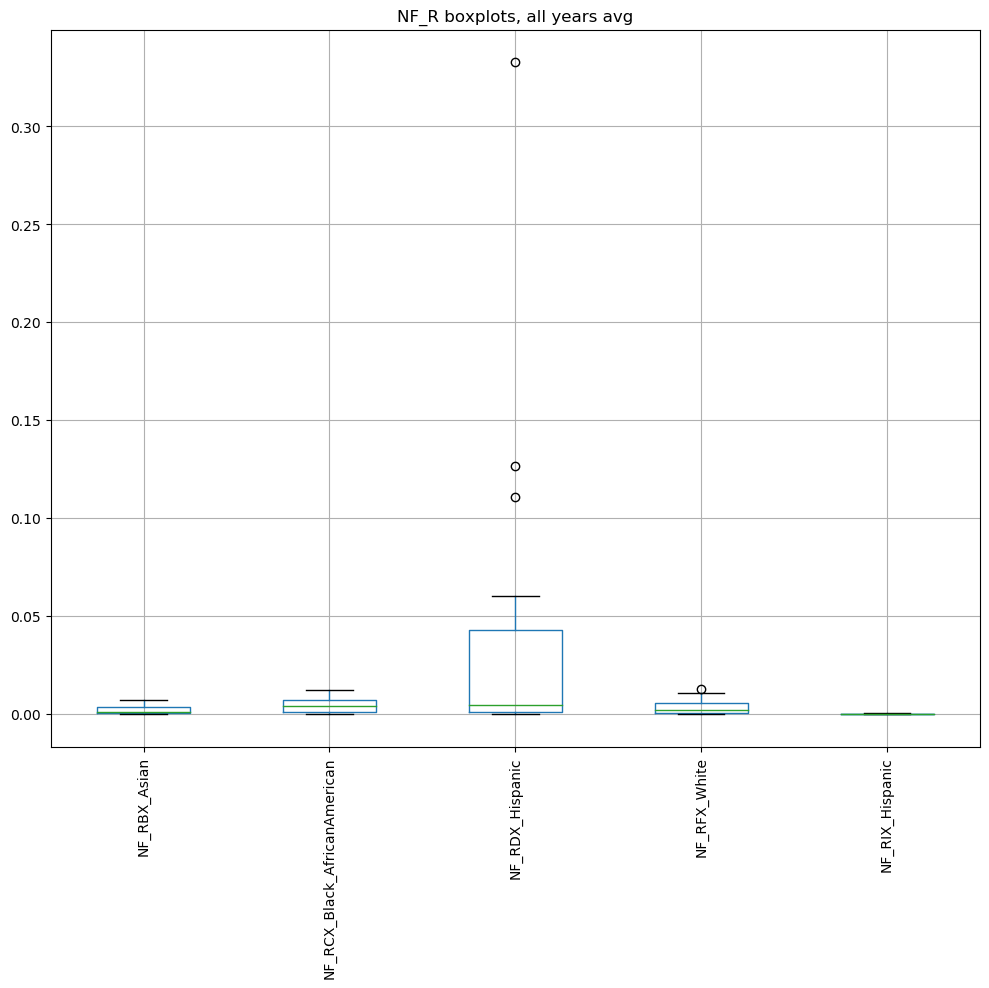 NF_R boxplots, all years avg
0.30
0.25
0.20
0.15
0.10
0.05
0.00
NF_RBX_Asian
NF_RCX_Black_AfricanAmerican
NF_RDX_Hispanic
NF_RFX_White
NF_RIX_Hispanic